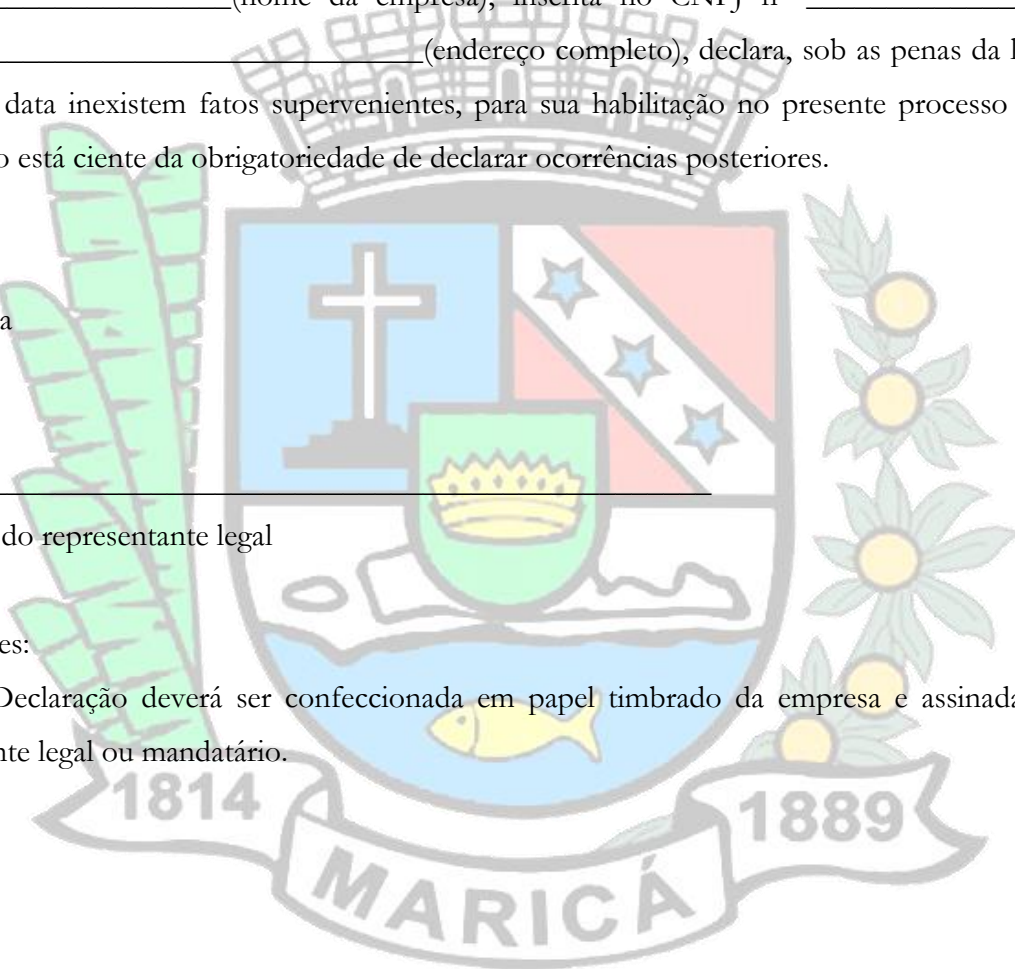 (nome da empresa), inscrita no CNPJ nº
(endereço completo), declara, sob as penas da
data inexistem fatos supervenientes, para sua habilitação no presente processo
está ciente da obrigatoriedade de declarar ocorrências posteriores.
do representante legal
Declaração deverá ser confeccionada em papel timbrado da empresa e assinada
legal ou mandatário.
1814
1889
MARICÁ